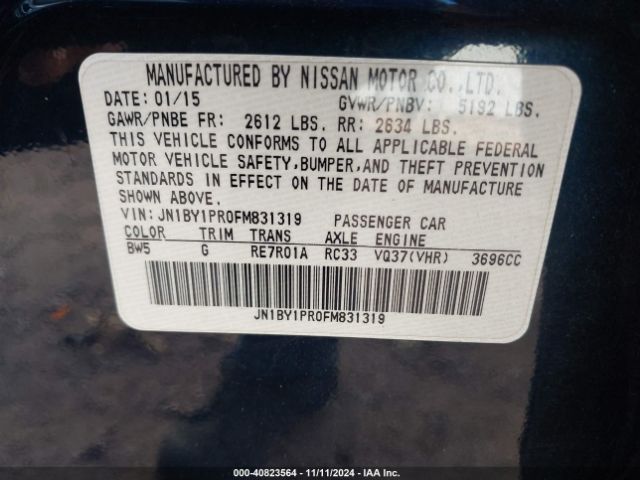 MANUFACTURED BY NISSAN MOTOR CO.,LTD.
DATE: 01/15 GVWR/PNBV: 5192 LBS.
GAWR/PNBE FR: 2612 LBS. RR: 2634 LBS.
THIS VEHICLE CONFORMS TO ALL APPLICABLE FEDERAL
MOTOR VEHICLE SAFETY,BUMPER,AND THEFT PREVENTION
STANDARDS IN EFFECT ON THE DATE OF MANUFACTURE
SHOWN ABOVE.
VIN: JN1BY1PR0FM831319 PASSENGER CAR
COLOR TRIM TRANS AXLE ENGINE
BW5 G RE7R01A RC33 VQ37(VHR) 3696CC
JN1BY1PR0FM831319
000-40823564 - 11/11/2024 - IAA Inc.